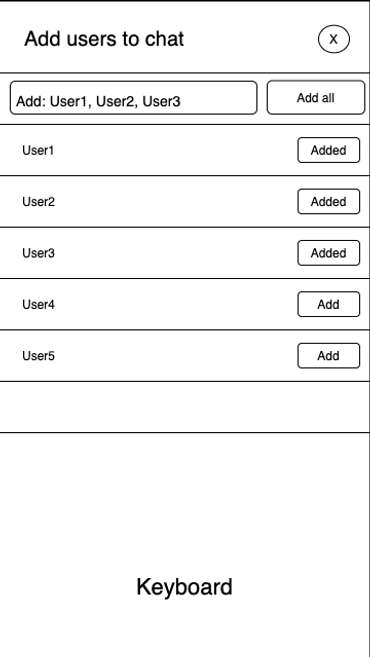 Add users to chat X
Add: User1, User2, User3 Add all
User1 Added
User2 Added
User3 Added
User4 Add
User5 Add
Keyboard